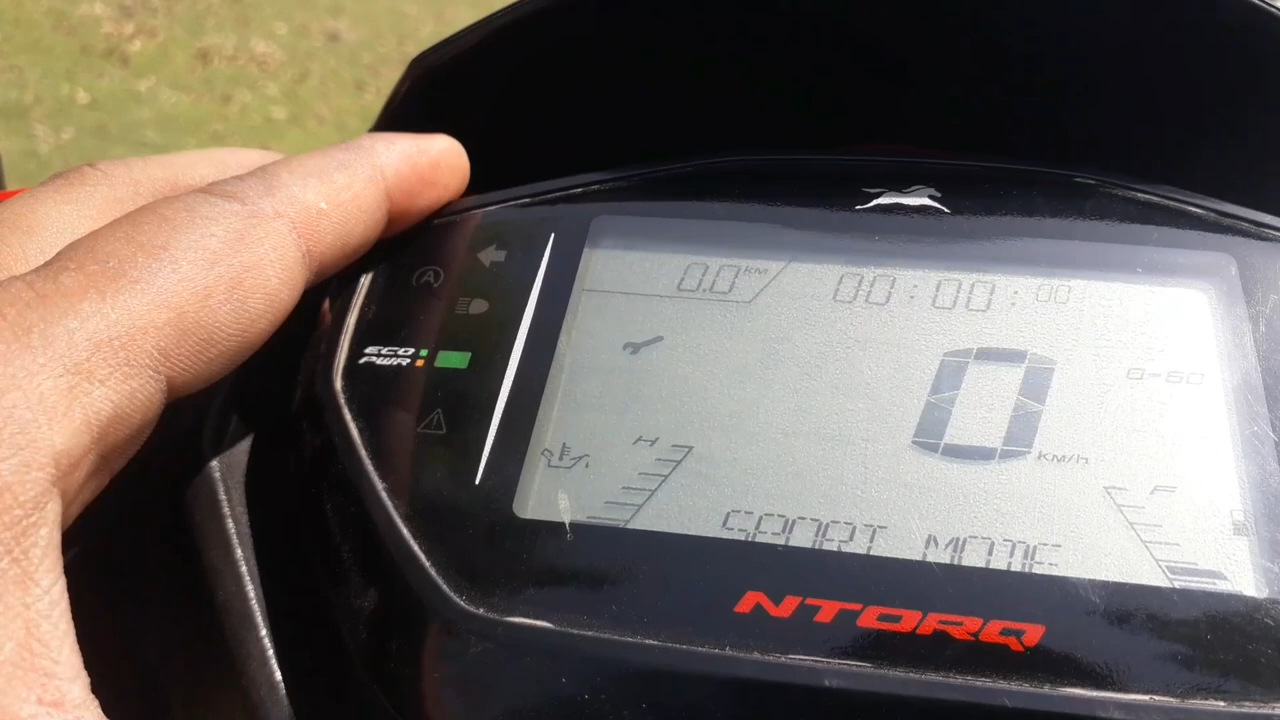 0.0 KM
00:00:00
A
ECO
PWR
0 KM/h
0-60
H
F
SPORT MODE
NTORQ